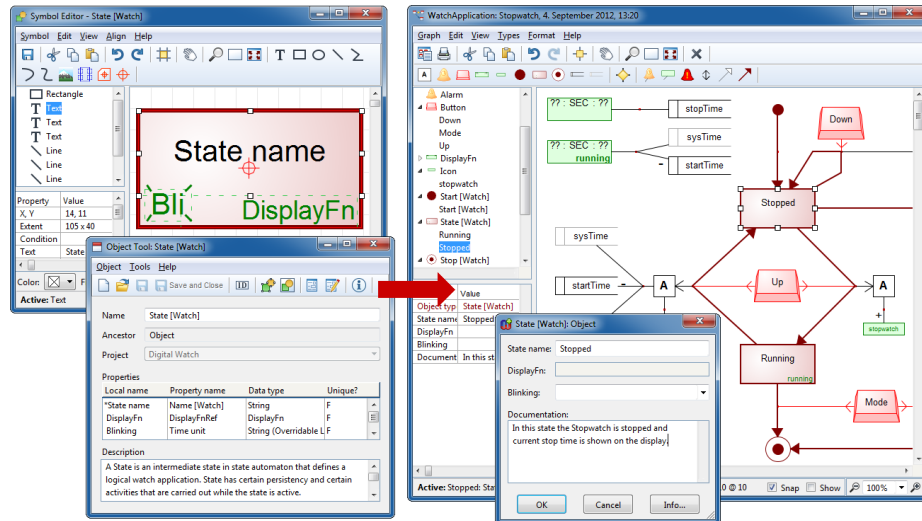 Symbol Editor - State [Watch]
Symbol Edit View Align Help
T
Rectangle
T Text
T Text
T Text
Line
Line
Line
Property Value
X, Y 14, 11
Extent 105 x 40
Condition
Text State
Color: F
Active: Text
State name
Bli
DisplayFn
Object Tool: State [Watch]
Object Tools Help
Save and Close ID
Name State [Watch]
Ancestor Object
Project Digital Watch
Properties
Local name Property name Data type Unique?
*State name Name [Watch] String F
DisplayFn DisplayFnRef DisplayFn F
Blinking Time unit String (Overridable L F
Description
A State is an intermediate state in state automaton that defines a
logical watch application. State has certain persistency and certain
activities that are carried out while the state is active.
WatchApplication: Stopwatch, 4. September 2012, 13:20
Graph Edit View Types Format Help
A
Alarm
Button
Down
Mode
Up
DisplayFn
Icon
stopwatch
Start [Watch]
Start [Watch]
State [Watch]
Running
Stopped
Stop [Watch]
Value
Object typ State [Watch]
State name Stopped
DisplayFn
Blinking
Document In this st
Active: Stopped: Sta
?? : SEC : ??
stopTime
?? : SEC : ??
running
sysTime
-
startTime
Down
Stopped
sysTime
startTime
-
A
Up
A
+
stopwatch
Running
running
Mode
State [Watch]: Object
State name: Stopped
DisplayFn:
Blinking:
Documentation:
In this state the Stopwatch is stopped and
current stop time is shown on the display.
OK Cancel Info...
.0 @ 10 Snap Show 100%